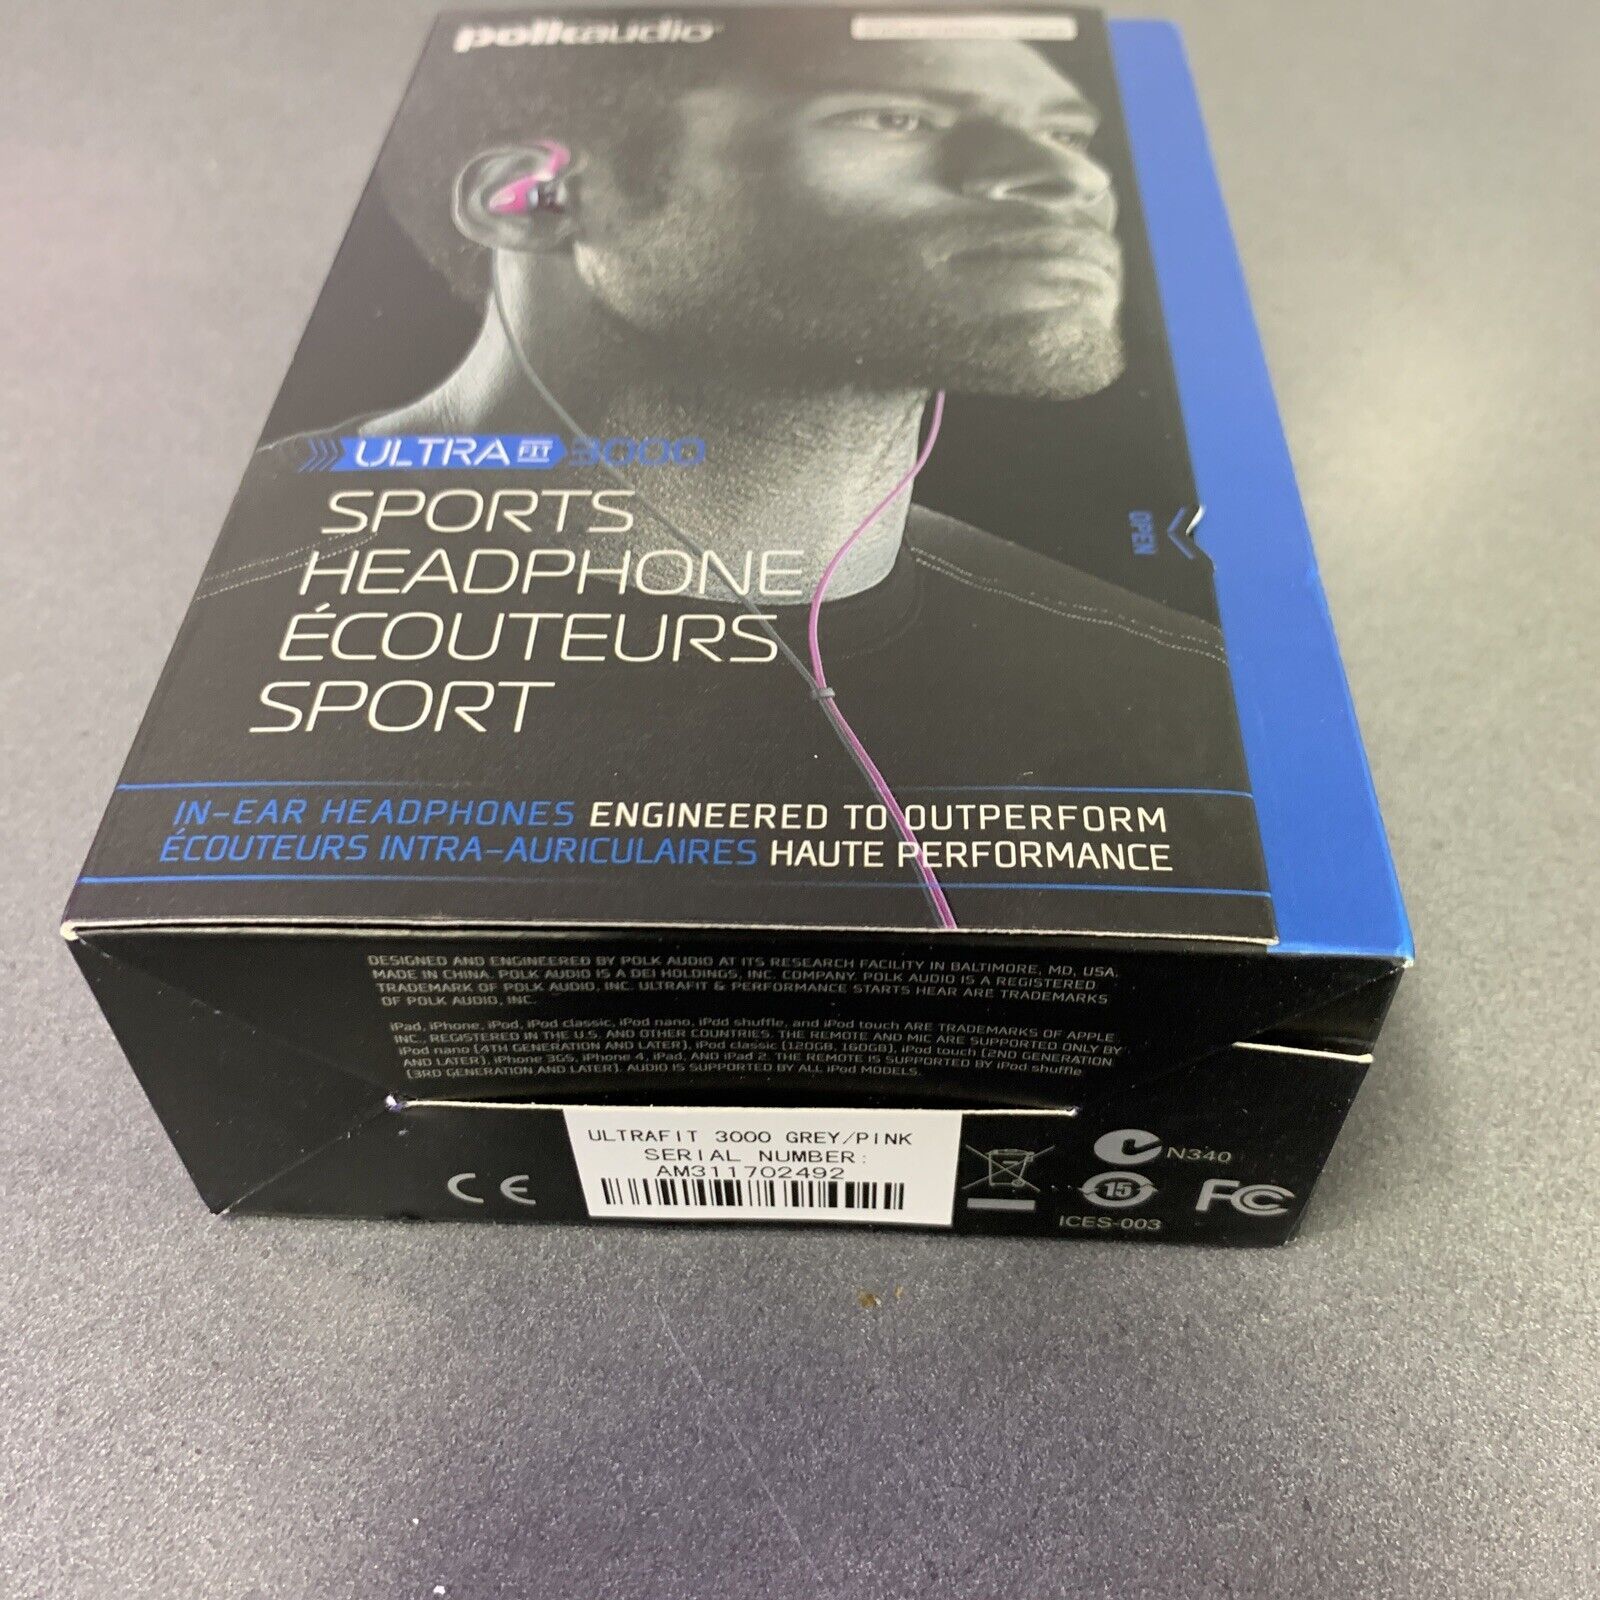 polkaudio
ULTRA FIT 3000
SPORTS
HEADPHONE
ÉCOUTEURS
SPORT
OPEN
IN-EAR HEADPHONES ENGINEERED TO OUTPERFORM
ÉCOUTEURS INTRA-AURICULAIRES HAUTE PERFORMANCE
DESIGNED AND ENGINEERED BY POLK AUDIO AT ITS RESEARCH FACILITY IN BALTIMORE, MD, USA.
MADE IN CHINA. POLK AUDIO IS A DEI HOLDINGS, INC. COMPANY. POLK AUDIO IS A REGISTERED
TRADEMARK OF POLK AUDIO, INC. ULTRAFIT & PERFORMANCE STARTS HEAR ARE TRADEMARKS
OF POLK AUDIO, INC.
iPad, iPhone, iPod, iPod classic, iPod nano, iPod shuffle, and iPod touch ARE TRADEMARKS OF APPLE
INC., REGISTERED IN THE U.S. AND OTHER COUNTRIES. THE REMOTE AND MIC ARE SUPPORTED ONLY BY
iPod nano (4TH GENERATION AND LATER), iPod classic (120GB, 160GB), iPod touch (2ND GENERATION
AND LATER), iPhone 3GS, iPhone 4, iPad, AND iPad 2. THE REMOTE IS SUPPORTED BY iPod shuffle
(3RD GENERATION AND LATER). AUDIO IS SUPPORTED BY ALL iPod MODELS.
ULTRAFIT 3000 GREY/PINK
SERIAL NUMBER:
AM311702492
CE
N340
15
ICES-003
FC